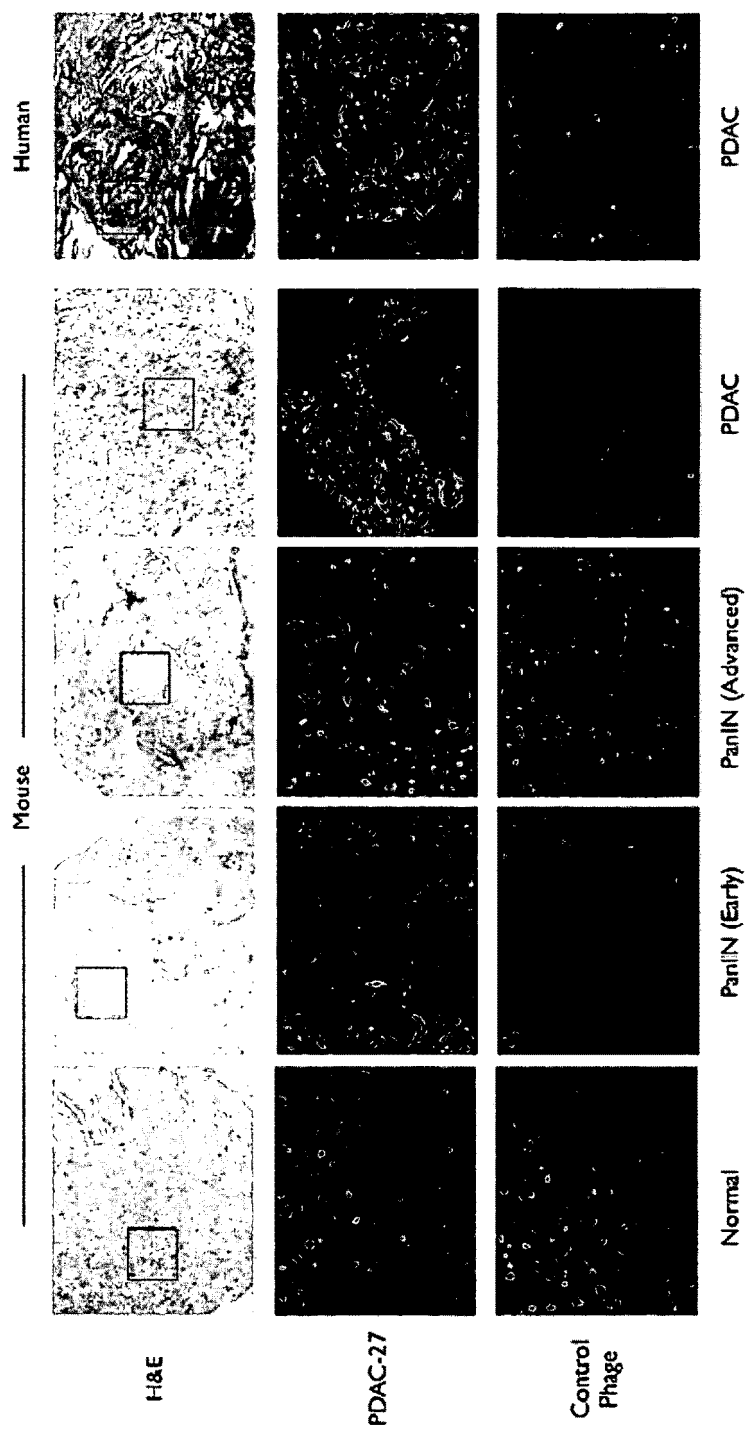 Mouse
Human
H&E
PDAC-27
Control
Phage
Normal
PanIN (Early)
PanIN (Advanced)
PDAC
PDAC